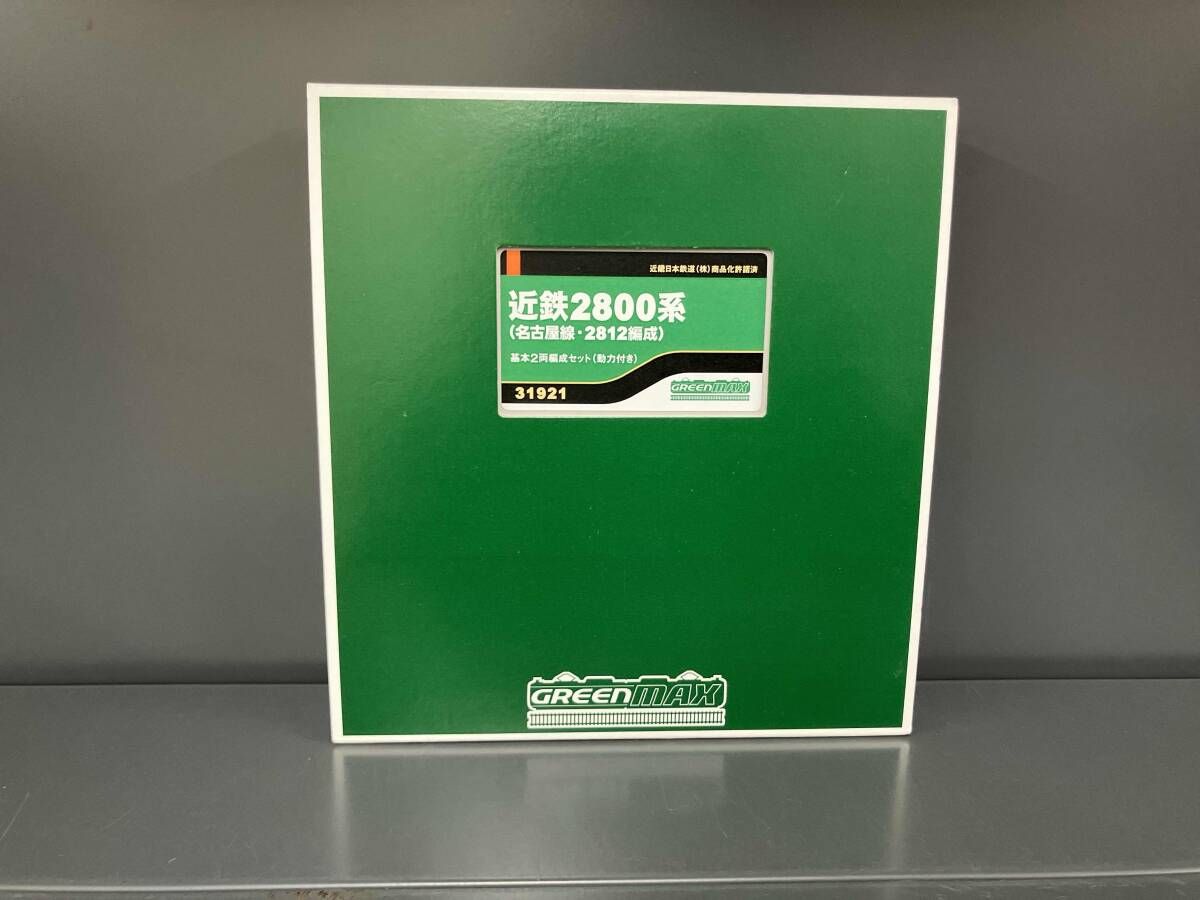 近畿日本鉄道(株)商品化許諾済
近鉄2800系
(名古屋線・2812編成)
基本2両編成セット(動力付き)
31921
GREENMAX
GREENMAX